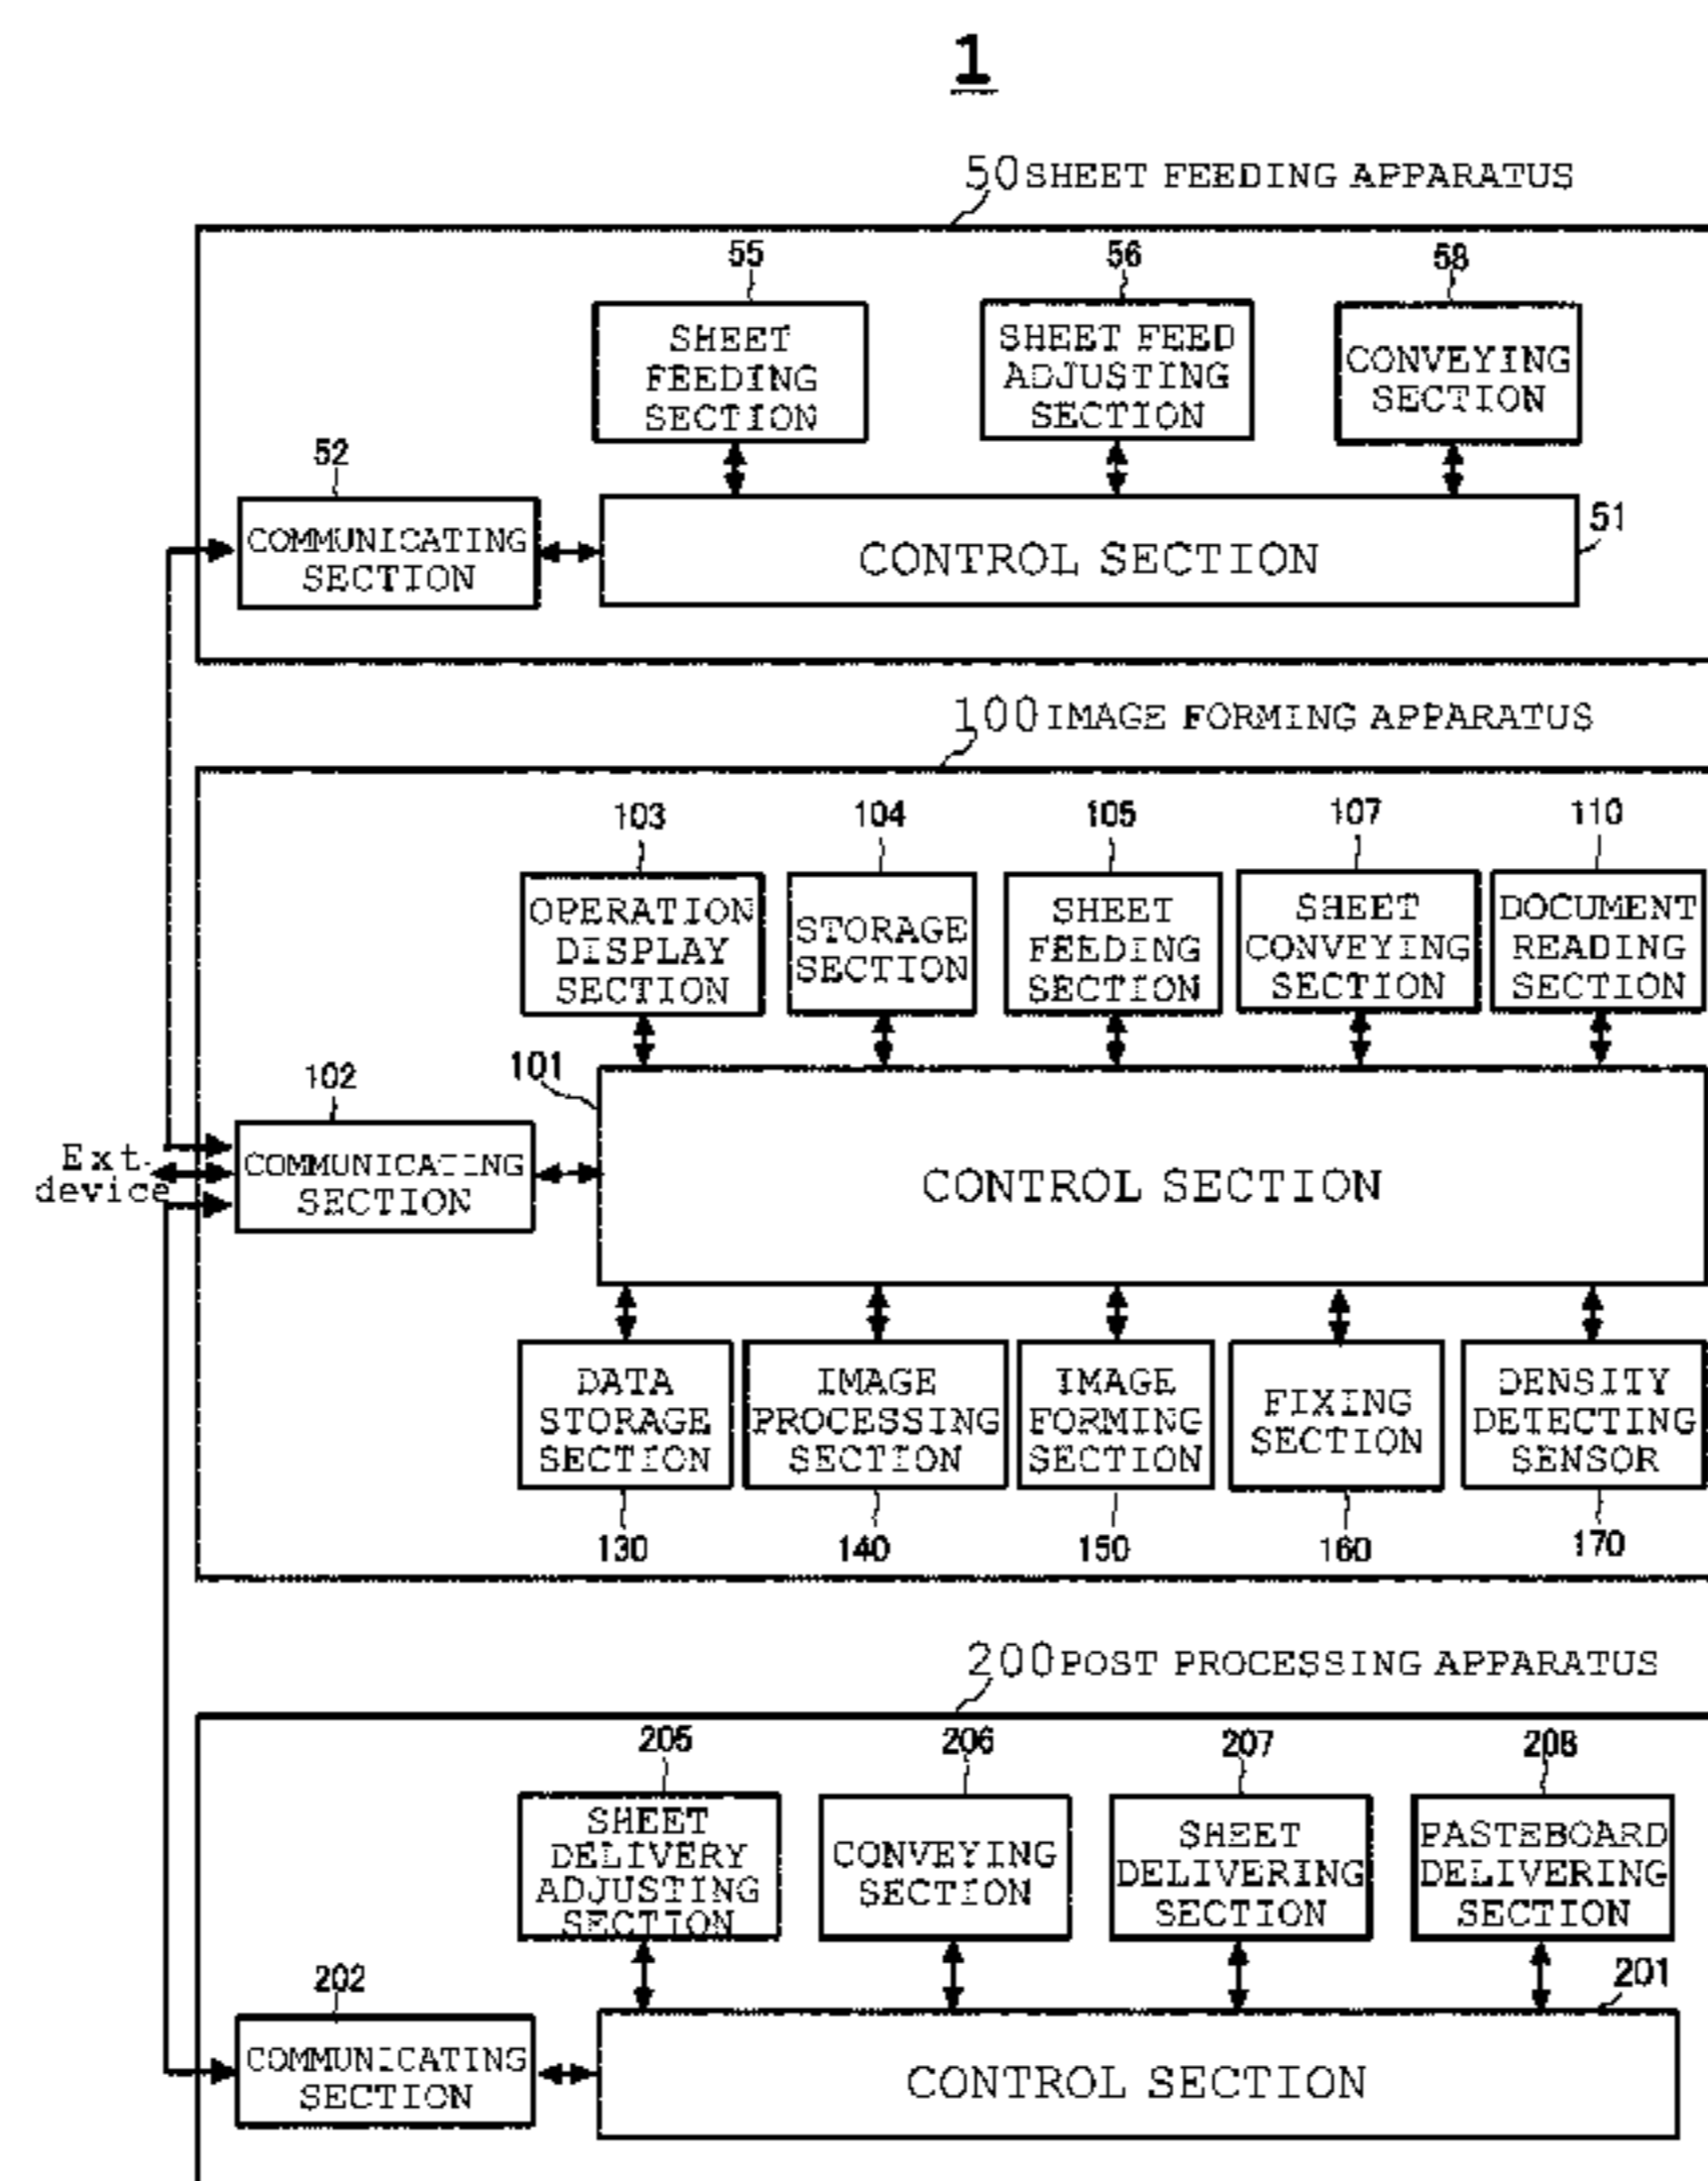 1
50 SHEET FEEDING APPARATUS
55
56
58
SHEET
FEEDING
SECTION
SHEET FEED
ADJUSTING
SECTION
CONVEYING
SECTION
52
COMMUNICATING
SECTION
CONTROL SECTION
51
100 IMAGE FORMING APPARATUS
103
104
105
107
110
OPERATION
DISPLAY
SECTION
STORAGE
SECTION
SHEET
FEEDING
SECTION
SHEET
CONVEYING
SECTION
DOCUMENT
READING
SECTION
102
101
Ext.
device
COMMUNICATING
SECTION
CONTROL SECTION
DATA
STORAGE
SECTION
IMAGE
PROCESSING
SECTION
IMAGE
FORMING
SECTION
FIXING
SECTION
DENSITY
DETECTING
SENSOR
130
140
150
160
170
200 POST PROCESSING APPARATUS
205
206
207
208
SHEET
DELIVERY
ADJUSTING
SECTION
CONVEYING
SECTION
SHEET
DELIVERING
SECTION
PASTEBOARD
DELIVERING
SECTION
202
201
COMMUNICATING
SECTION
CONTROL SECTION